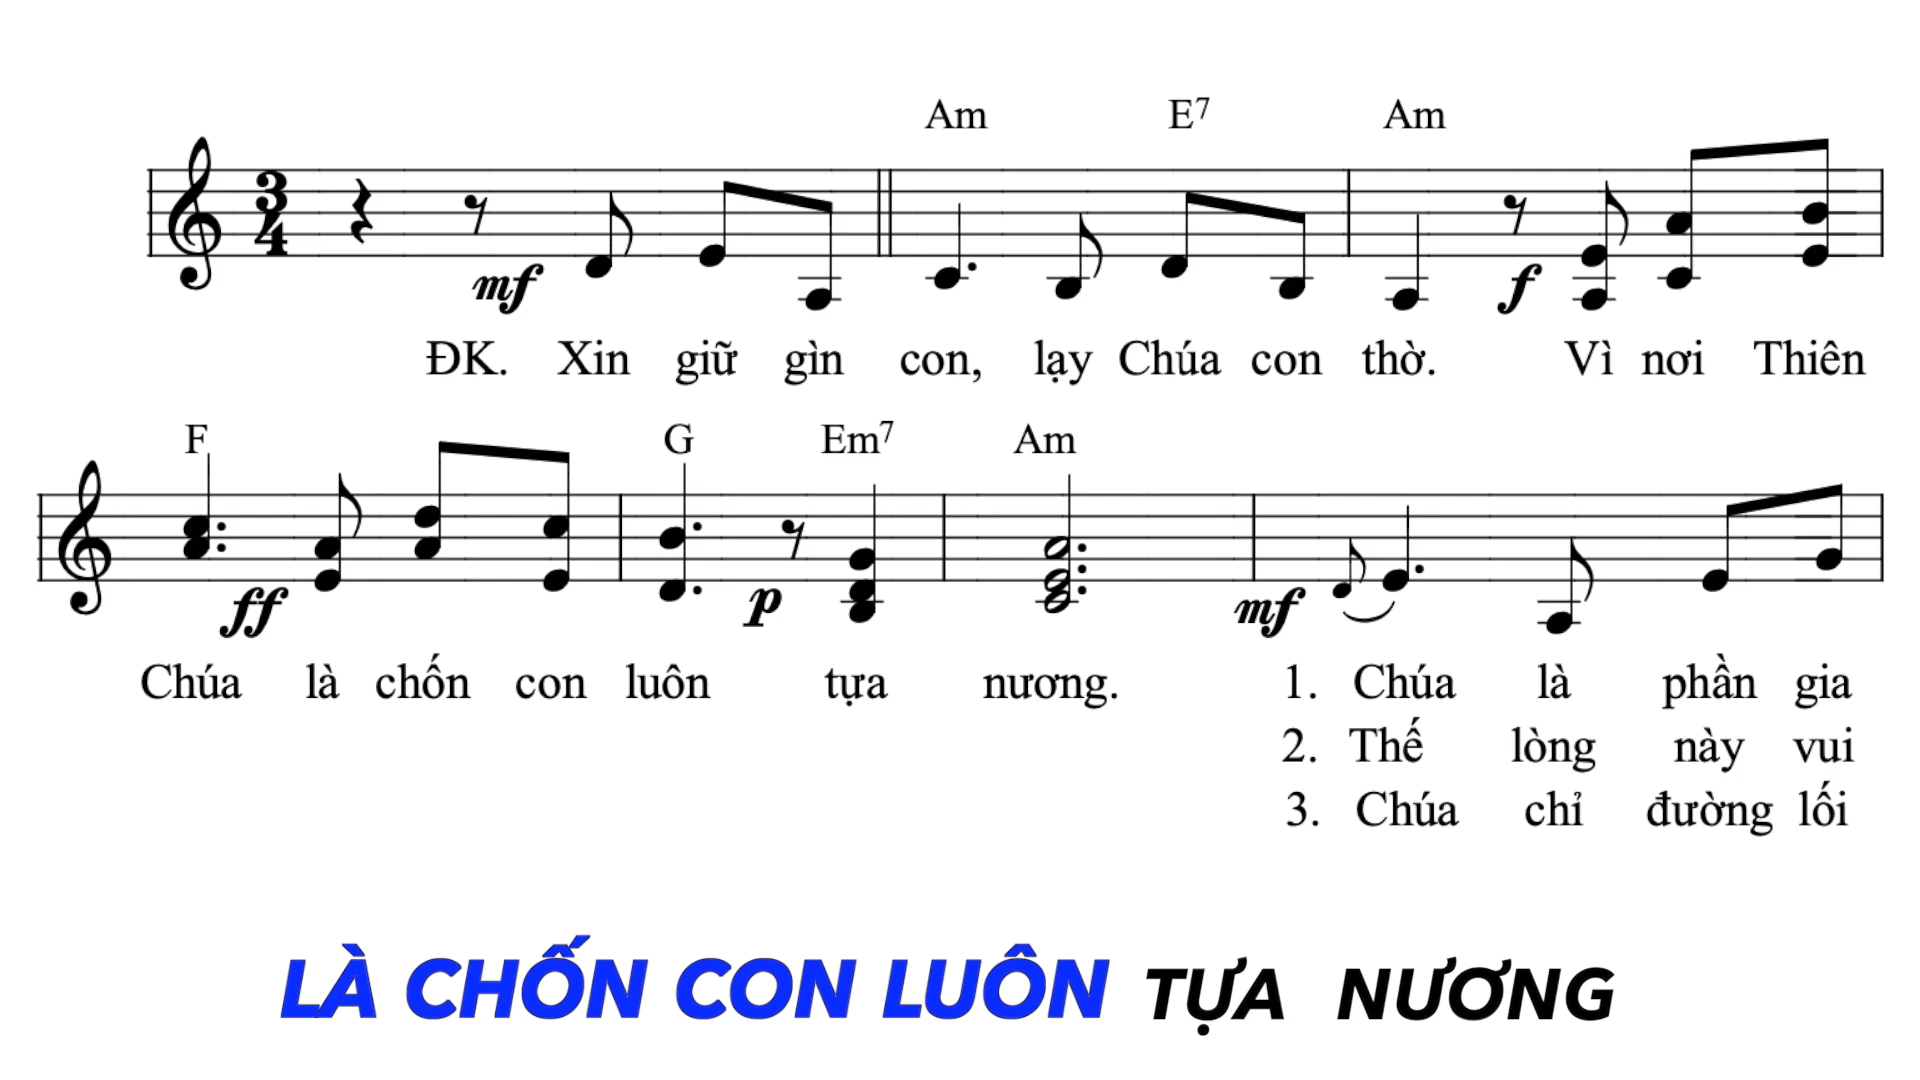 Am E7 Am
3
4
mf f
ĐK. Xin giữ gìn con, lạy Chúa con thờ. Vì nơi Thiên
F G Em7 Am
ff p mf
Chúa là chốn con luôn tựa nương. 1. Chúa là phần gia
2. Thế lòng này vui
3. Chúa chỉ đường lối
LÀ CHỐN CON LUÔN TỰA NƯƠNG